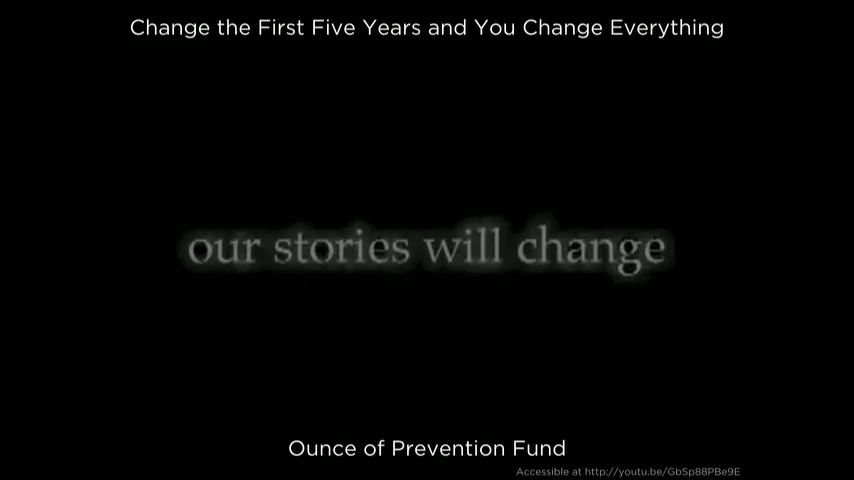 Change the First Five Years and You Change Everything
our stories will change
Ounce of Prevention Fund
Accessible at http://youtu.be/GbSp88PBe9E